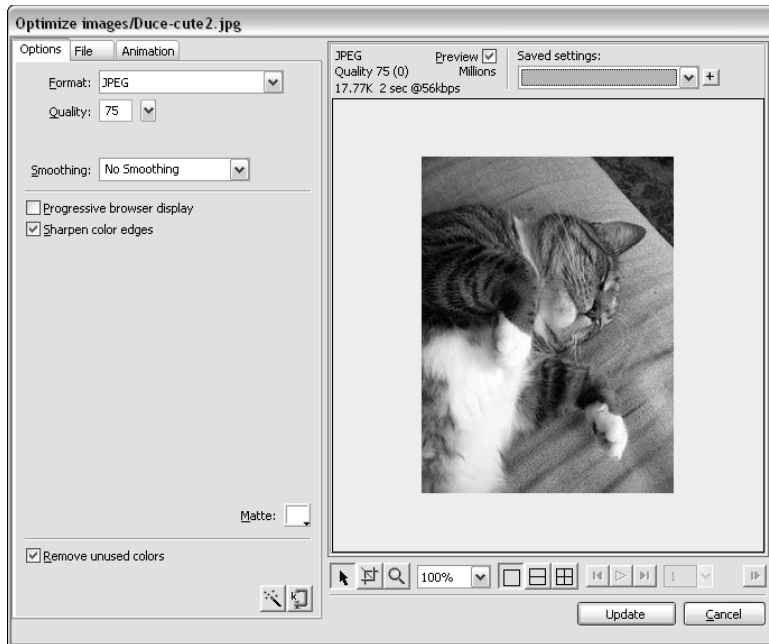 Optimize images/Duce-cute2.jpg
Options File Animation
Format: JPEG
Quality: 75
Smoothing: No Smoothing
Progressive browser display
Sharpen color edges
Matte:
Remove unused colors
JPEG Preview
Quality 75 (0) Millions
17.77K 2 sec @56kbps
Saved settings:
+
100%
1
Update Cancel